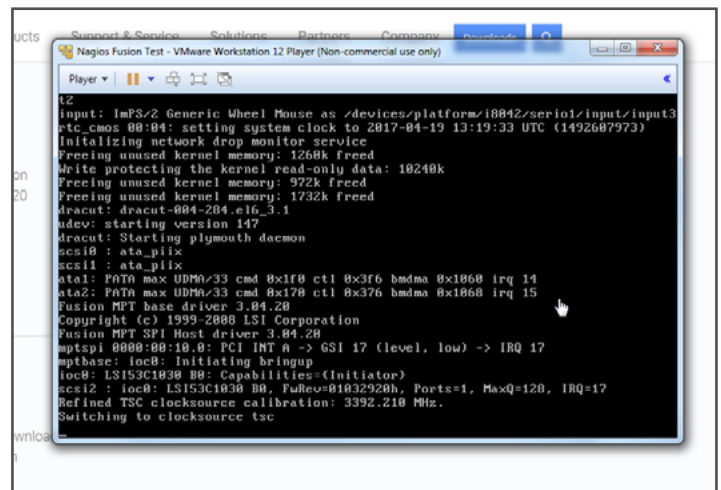 ucts Support & Service Solutions Partners Company Downloads
Nagios Fusion Test - VMware Workstation 12 Player (Non-commercial use only)
Player
t2
input: ImPS/2 Generic Wheel Mouse as /devices/platform/i8042/serio1/input/input3
rtc_cmos 00:04: setting system clock to 2017-04-19 13:19:33 UTC (1492607973)
Initalizing network drop monitor service
Freeing unused kernel memory: 1260k freed
Write protecting the kernel read-only data: 10240k
Freeing unused kernel memory: 972k freed
Freeing unused kernel memory: 1732k freed
dracut: dracut-004-284.el6_3.1
udev: starting version 147
dracut: Starting plymouth daemon
scsi0 : ata_piix
scsi1 : ata_piix
ata1: PATA max UDMA/33 cmd 0x1f0 ctl 0x3f6 bmdma 0x1060 irq 14
ata2: PATA max UDMA/33 cmd 0x170 ctl 0x376 bmdma 0x1068 irq 15
Fusion MPT base driver 3.04.20
Copyright (c) 1999-2008 LSI Corporation
Fusion MPT SPI Host driver 3.04.20
mptspi 0000:00:10.0: PCI INT A -> GSI 17 (level, low) -> IRQ 17
mptbase: ioc0: Initiating bringup
ioc0: LSI53C1030 B0: Capabilities={Initiator}
scsi2 : ioc0: LSI53C1030 B0, FwRev=01032920h, Ports=1, MaxQ=128, IRQ=17
Refined TSC clocksource calibration: 3392.210 MHz.
Switching to clocksource tsc
on
20
wnloa